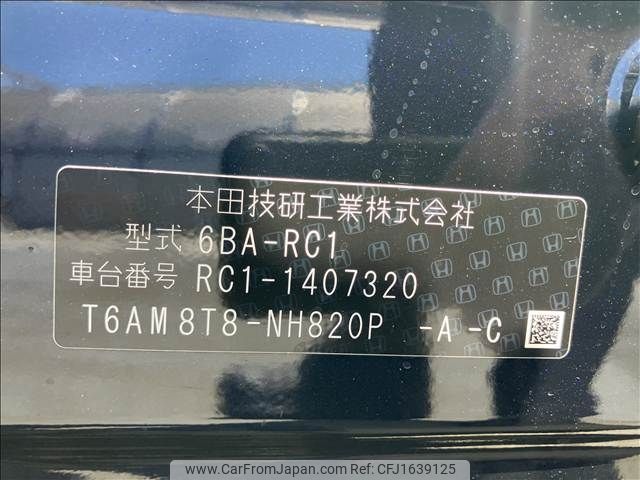 本田技研工業株式会社
型式 6BA-RC1
車台番号 RC1-1407320
T6AM8T8-NH820P -A-C
www.CarFromJapan.com Ref: CFJ1639125